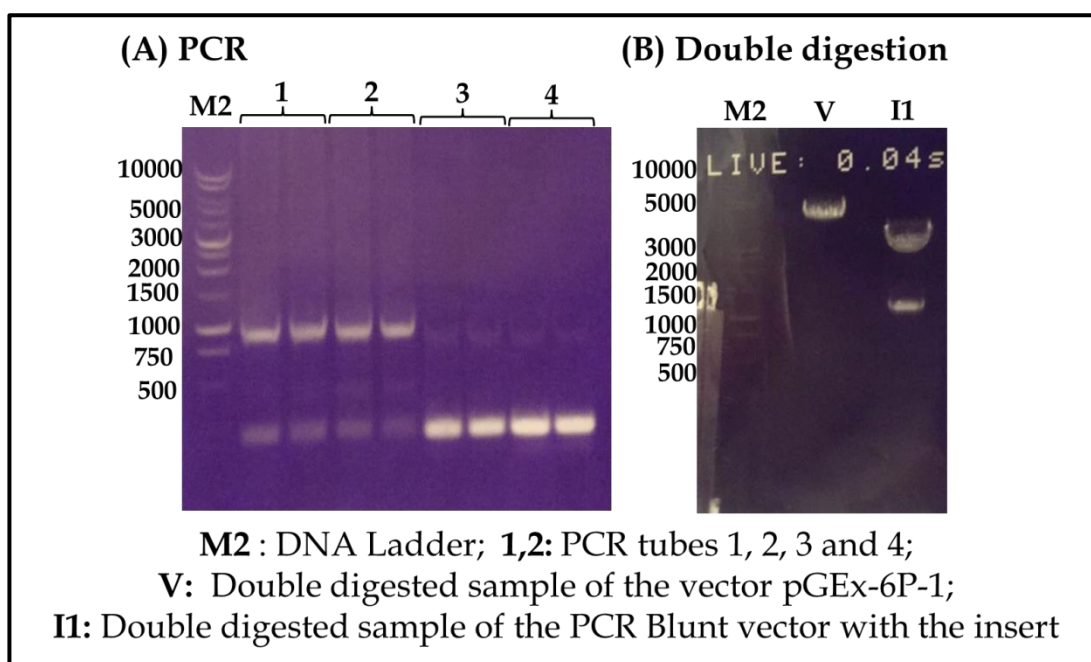 (A) PCR
(B) Double digestion
M2 1 2 3 4
10000
5000
3000
2000
1500
1000
750
500
M2 V I1
10000
5000
3000
2000
1500
1000
750
500
LIVE: 0.04s
M2 : DNA Ladder; 1,2: PCR tubes 1, 2, 3 and 4;
V: Double digested sample of the vector pGEx-6P-1;
I1: Double digested sample of the PCR Blunt vector with the insert